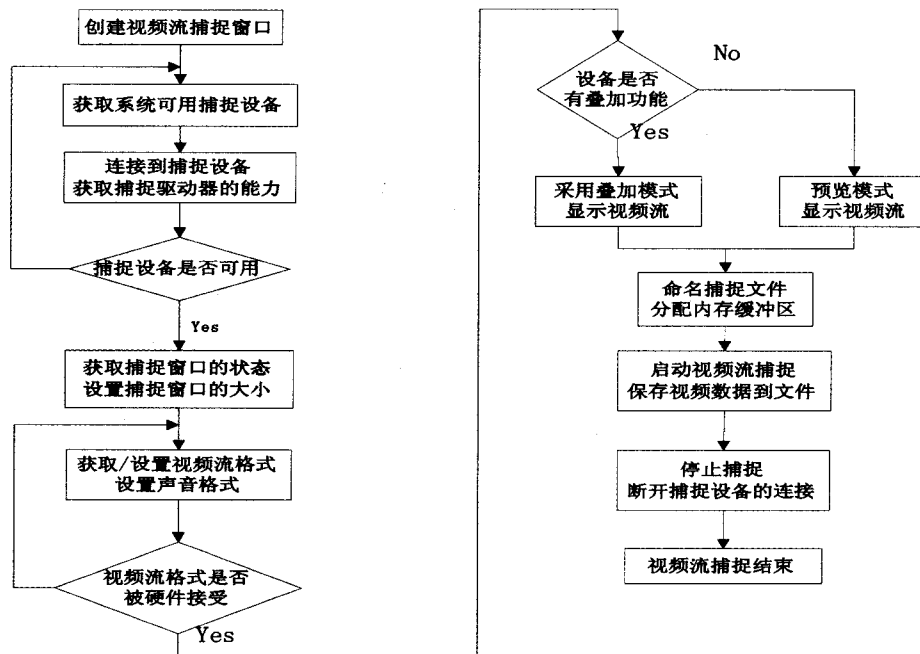 创建视频流捕捉窗口
获取系统可用捕捉设备
连接到捕捉设备
获取捕捉驱动器的能力
捕捉设备是否可用
Yes
获取捕捉窗口的状态
设置捕捉窗口的大小
获取/设置视频流格式
设置声音格式
视频流格式是否
被硬件接受
Yes
设备是否
有叠加功能
No
Yes
采用叠加模式
显示视频流
预览模式
显示视频流
命名捕捉文件
分配内存缓冲区
启动视频流捕捉
保存视频数据到文件
停止捕捉
断开捕捉设备的连接
视频流捕捉结束